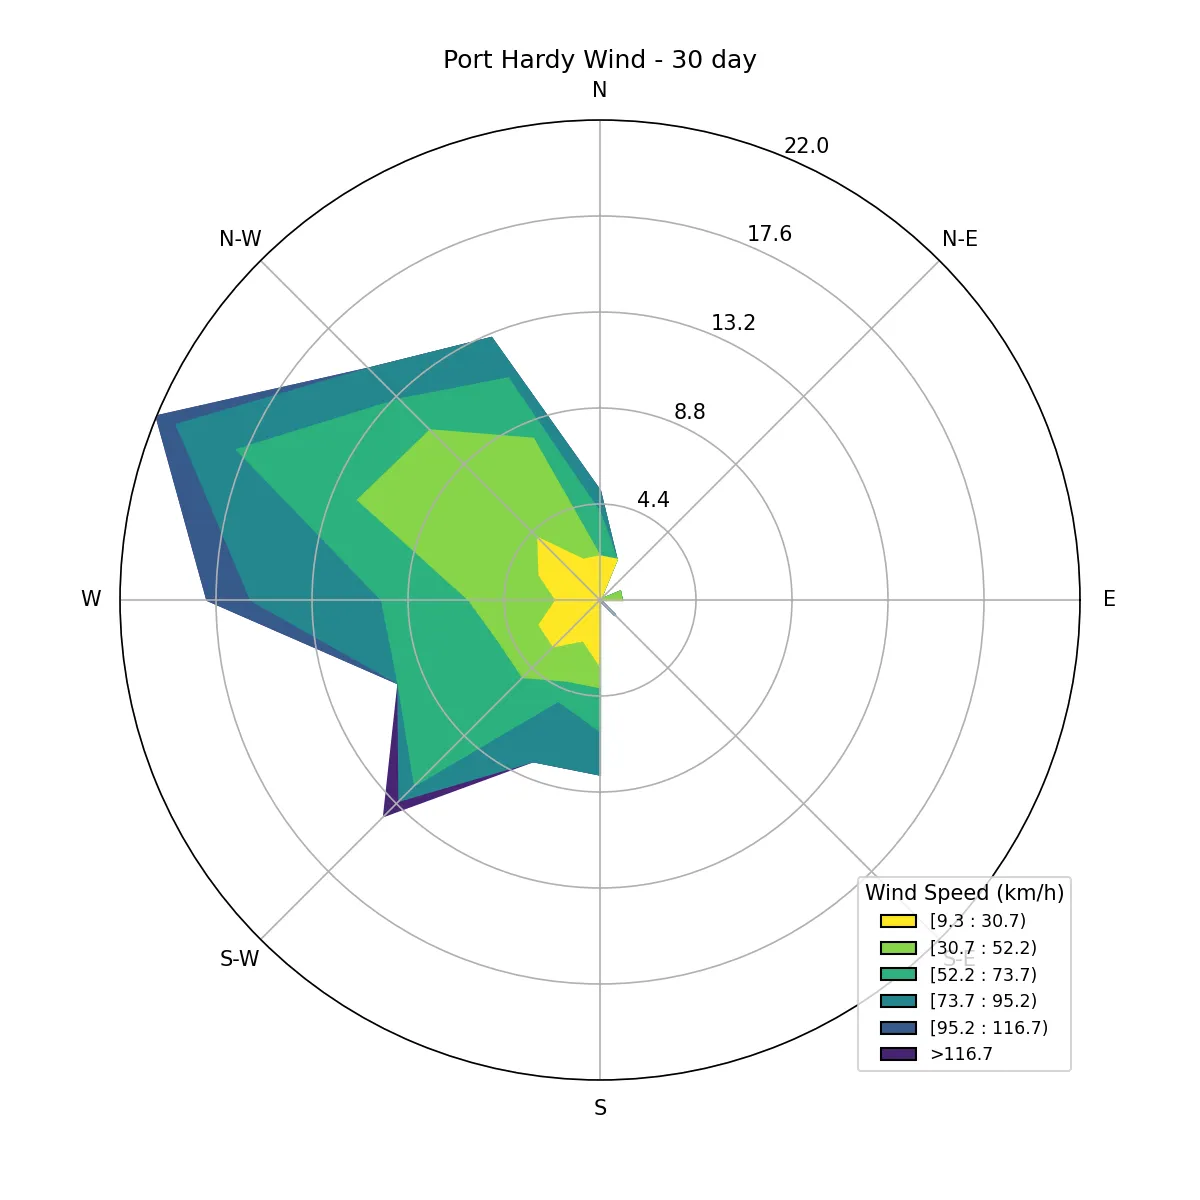 Port Hardy Wind - 30 day
N
22.0
17.6
N-W
N-E
13.2
8.8
4.4
W
E
Wind Speed (km/h)
[9.3 : 30.7)
[30.7 : 52.2)
S-W
S-E
[52.2 : 73.7)
[73.7 : 95.2)
[95.2 : 116.7)
>116.7
S